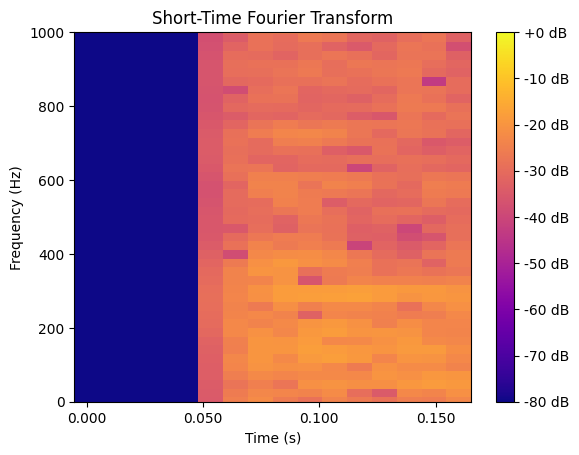 Short-Time Fourier Transform
Frequency (Hz)
1000
800
600
400
200
0
0.000
0.050
0.100
0.150
Time (s)
+0 dB
-10 dB
-20 dB
-30 dB
-40 dB
-50 dB
-60 dB
-70 dB
-80 dB